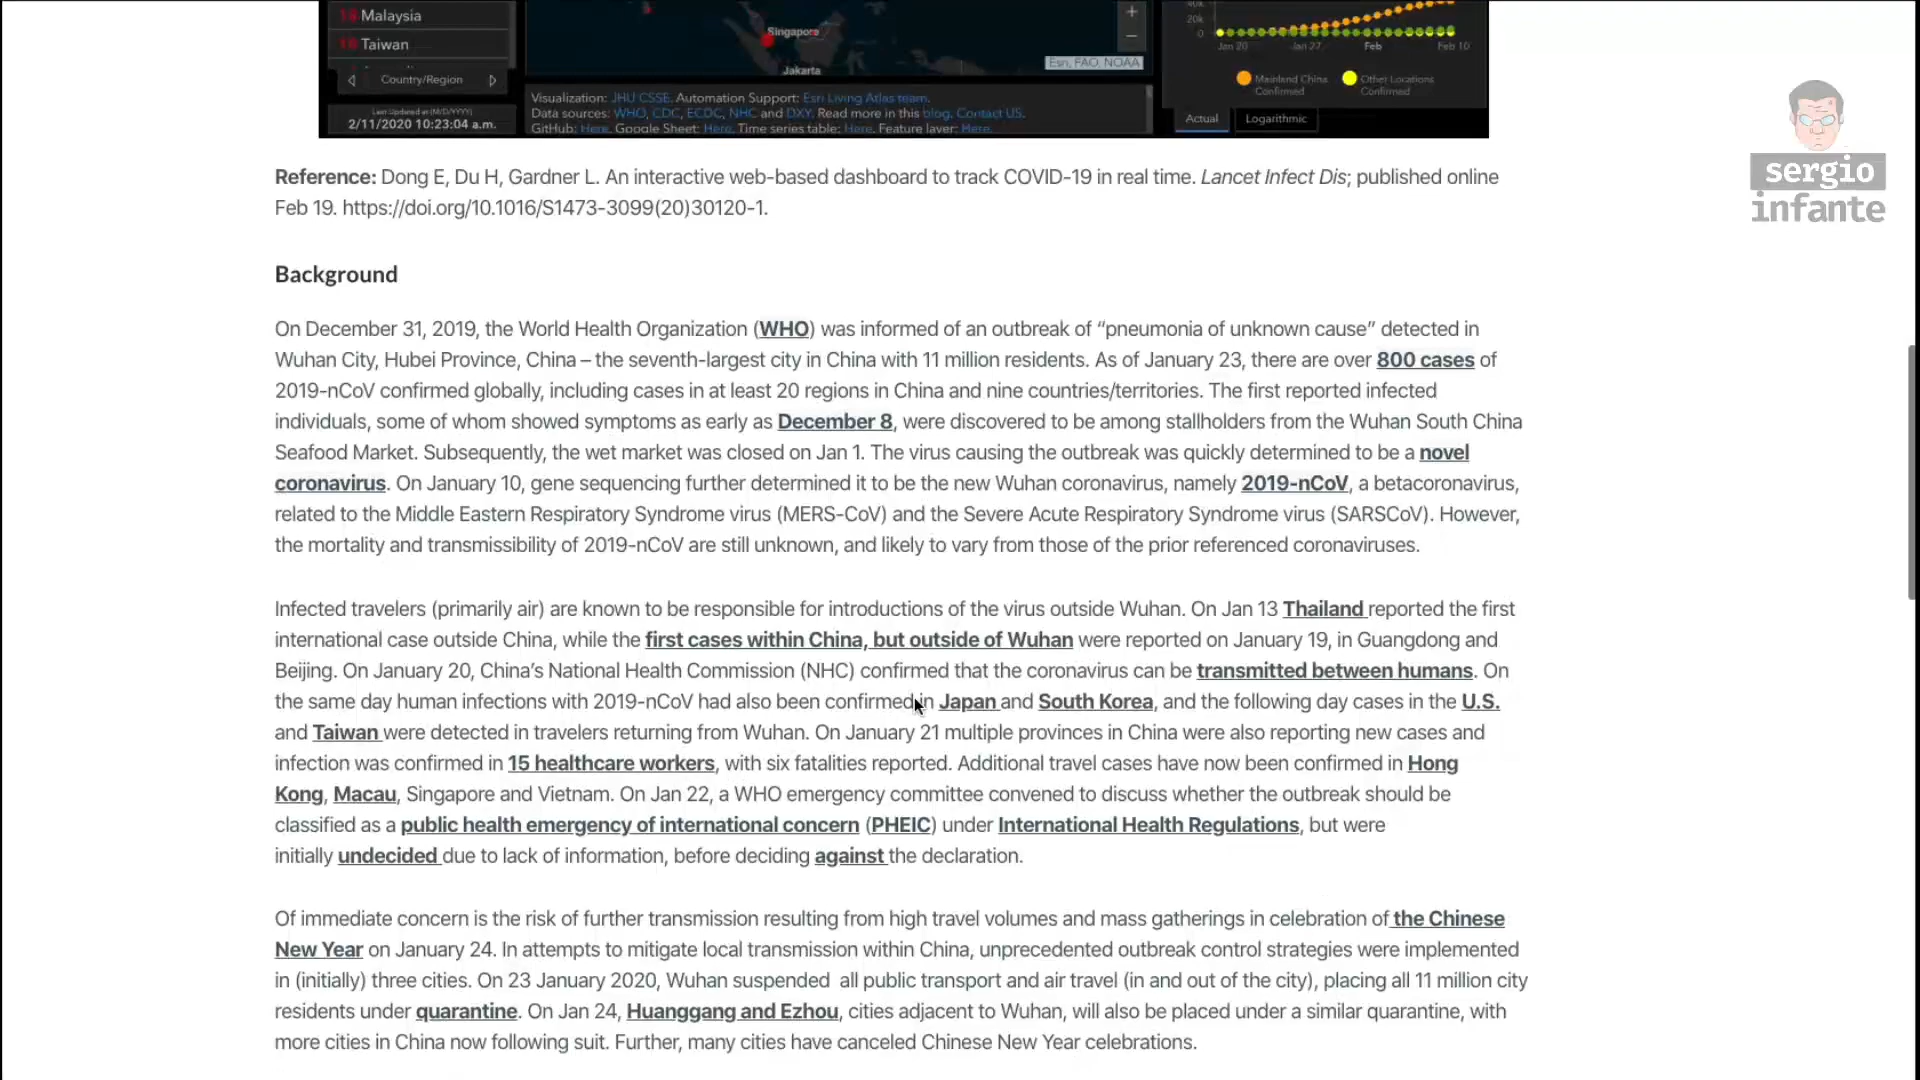 Malaysia
Taiwan
Country/Region
Last Updated at (M/D/YYYY)
2/11/2020 10:23:04 a.m.
Singapore
Jakarta
+
−
Esri, FAO, NOAA
Visualization: JHU CSSE. Automation Support: Esri Living Atlas team.
Data sources: WHO, CDC, ECDC, NHC and DXY. Read more in this blog. Contact US.
GitHub: Here. Google Sheet: Here. Time series table: Here. Feature layer: Here.
20k
0
Jan 20 Jan 27 Feb Feb 10
Mainland China Confirmed
Other Locations Confirmed
Actual
Logarithmic
sergio
infante
Reference: Dong E, Du H, Gardner L. An interactive web-based dashboard to track COVID-19 in real time. Lancet Infect Dis; published online
Feb 19. https://doi.org/10.1016/S1473-3099(20)30120-1.
Background
On December 31, 2019, the World Health Organization (WHO) was informed of an outbreak of “pneumonia of unknown cause” detected in
Wuhan City, Hubei Province, China – the seventh-largest city in China with 11 million residents. As of January 23, there are over 800 cases of
2019-nCoV confirmed globally, including cases in at least 20 regions in China and nine countries/territories. The first reported infected
individuals, some of whom showed symptoms as early as December 8, were discovered to be among stallholders from the Wuhan South China
Seafood Market. Subsequently, the wet market was closed on Jan 1. The virus causing the outbreak was quickly determined to be a novel
coronavirus. On January 10, gene sequencing further determined it to be the new Wuhan coronavirus, namely 2019-nCoV, a betacoronavirus,
related to the Middle Eastern Respiratory Syndrome virus (MERS-CoV) and the Severe Acute Respiratory Syndrome virus (SARSCoV). However,
the mortality and transmissibility of 2019-nCoV are still unknown, and likely to vary from those of the prior referenced coronaviruses.
Infected travelers (primarily air) are known to be responsible for introductions of the virus outside Wuhan. On Jan 13 Thailand reported the first
international case outside China, while the first cases within China, but outside of Wuhan were reported on January 19, in Guangdong and
Beijing. On January 20, China’s National Health Commission (NHC) confirmed that the coronavirus can be transmitted between humans. On
the same day human infections with 2019-nCoV had also been confirmed in Japan and South Korea, and the following day cases in the U.S.
and Taiwan were detected in travelers returning from Wuhan. On January 21 multiple provinces in China were also reporting new cases and
infection was confirmed in 15 healthcare workers, with six fatalities reported. Additional travel cases have now been confirmed in Hong
Kong, Macau, Singapore and Vietnam. On Jan 22, a WHO emergency committee convened to discuss whether the outbreak should be
classified as a public health emergency of international concern (PHEIC) under International Health Regulations, but were
initially undecided due to lack of information, before deciding against the declaration.
Of immediate concern is the risk of further transmission resulting from high travel volumes and mass gatherings in celebration of the Chinese
New Year on January 24. In attempts to mitigate local transmission within China, unprecedented outbreak control strategies were implemented
in (initially) three cities. On 23 January 2020, Wuhan suspended all public transport and air travel (in and out of the city), placing all 11 million city
residents under quarantine. On Jan 24, Huanggang and Ezhou, cities adjacent to Wuhan, will also be placed under a similar quarantine, with
more cities in China now following suit. Further, many cities have canceled Chinese New Year celebrations.